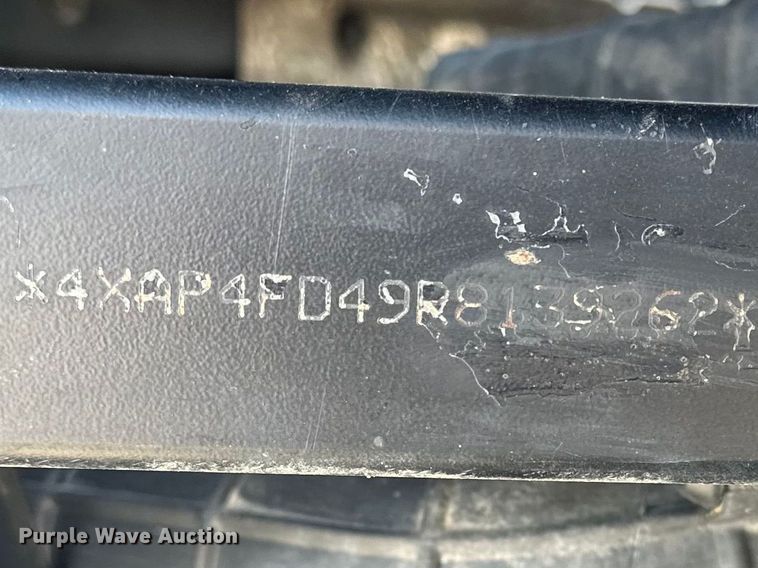 *4XAP4FD49R8139262*
Purple Wave Auction®